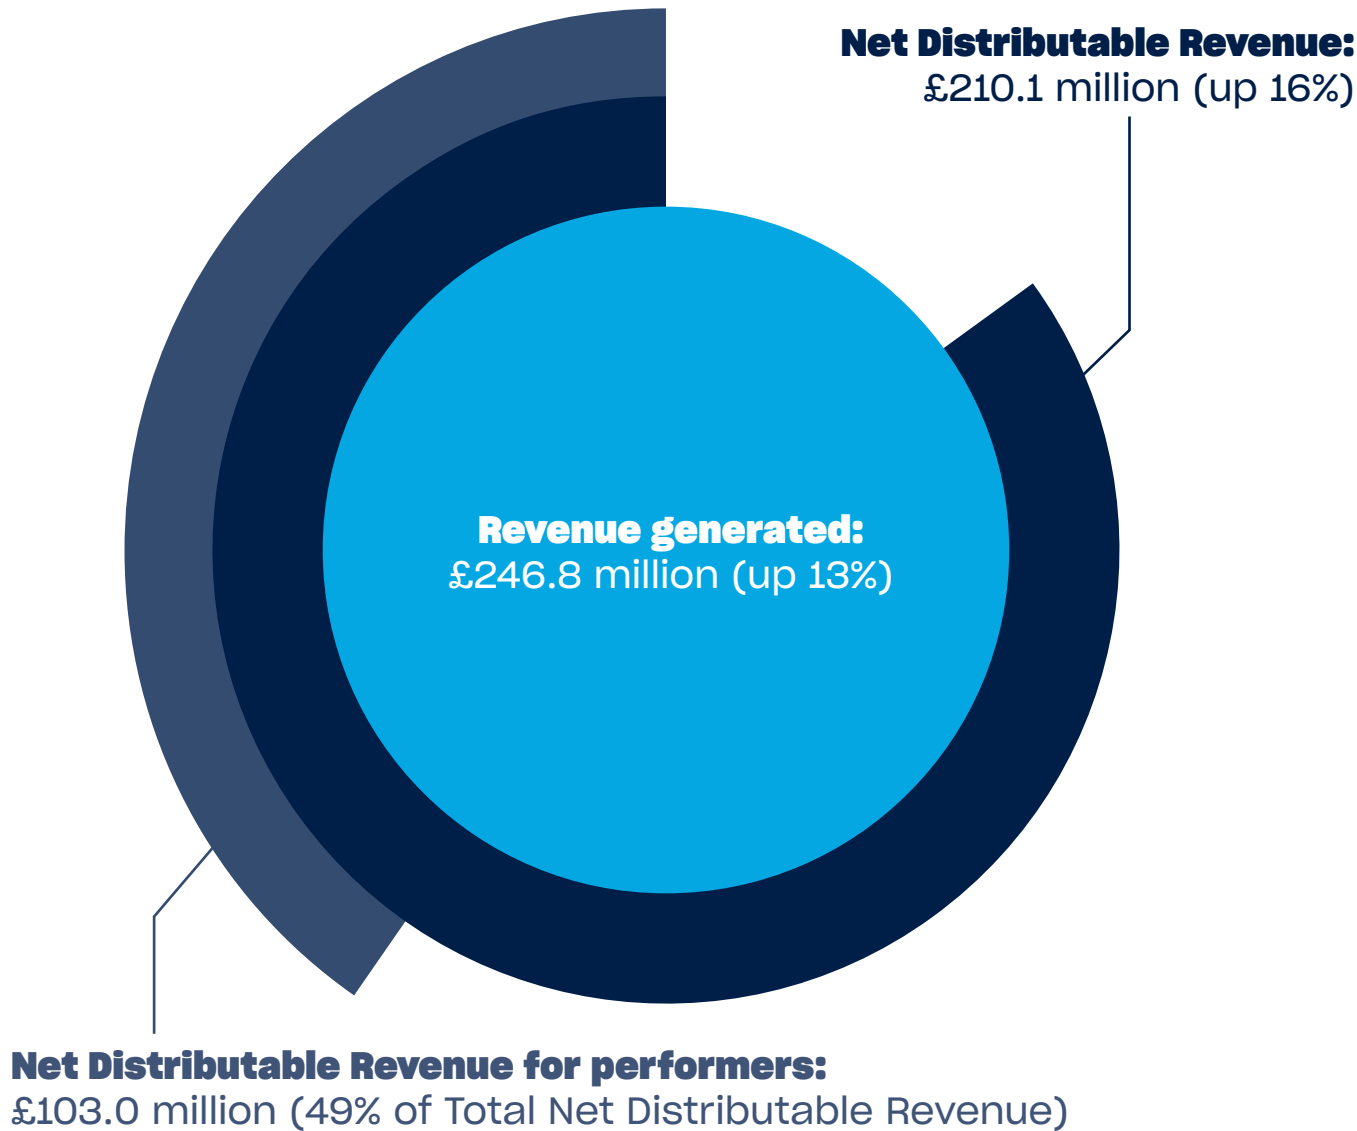 Net Distributable Revenue:
£210.1 million (up 16%)
Revenue generated:
£246.8 million (up 13%)
Net Distributable Revenue for performers:
£103.0 million (49% of Total Net Distributable Revenue)